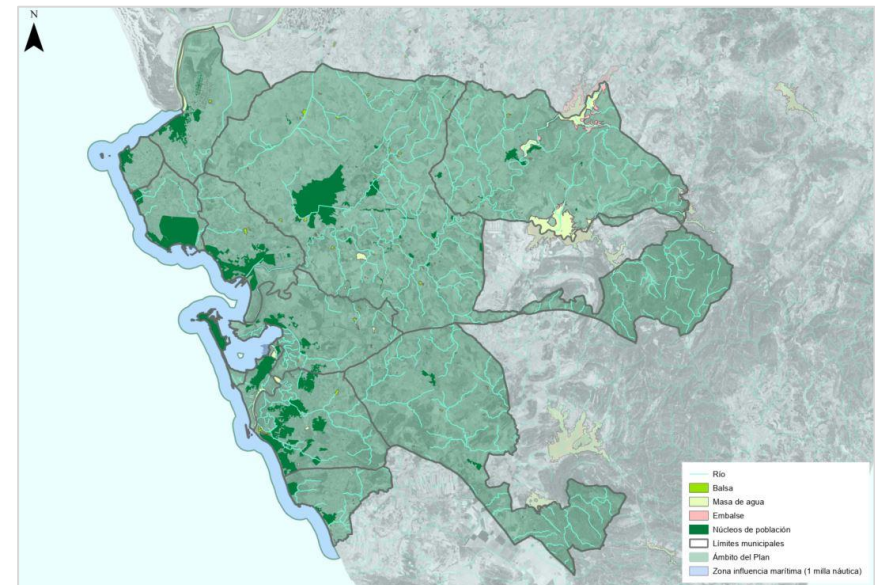 N
Río
Balsa
Masa de agua
Embalse
Núcleos de población
Límites municipales
Ámbito del Plan
Zona influencia marítima (1 milla náutica)